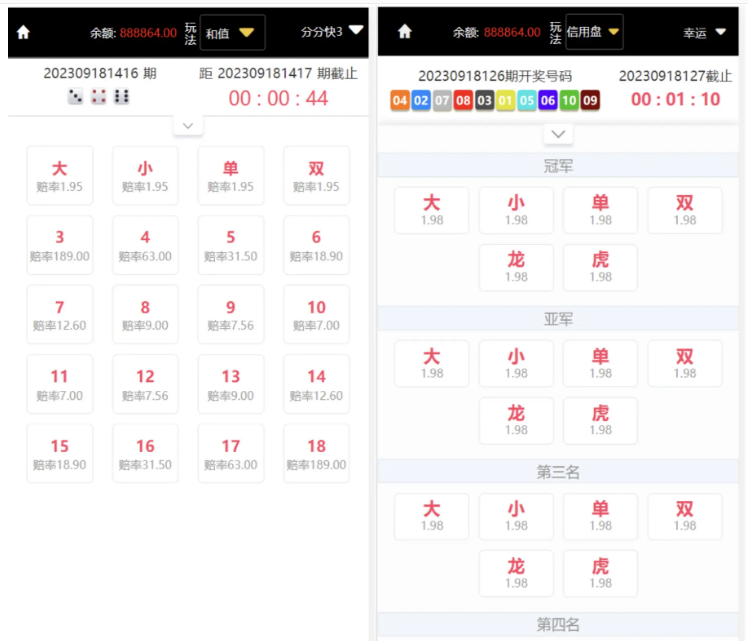 余额: 888864.00 玩法 和值 分分快3
202309181416 期 距 202309181417 期截止
00 : 00 : 44
大 小 单 双
赔率1.95 赔率1.95 赔率1.95 赔率1.95
3 4 5 6
赔率189.00 赔率63.00 赔率31.50 赔率18.90
7 8 9 10
赔率12.60 赔率9.00 赔率7.56 赔率7.00
11 12 13 14
赔率7.00 赔率7.56 赔率9.00 赔率12.60
15 16 17 18
赔率18.90 赔率31.50 赔率63.00 赔率189.00
余额: 888864.00 玩法 信用盘 幸运
20230918126期开奖号码 20230918127截止
04 02 07 08 03 01 05 06 10 09 00 : 01 : 10
冠军
大 小 单 双
1.98 1.98 1.98 1.98
龙 虎
1.98 1.98
亚军
大 小 单 双
1.98 1.98 1.98 1.98
龙 虎
1.98 1.98
第三名
大 小 单 双
1.98 1.98 1.98 1.98
龙 虎
1.98 1.98
第四名